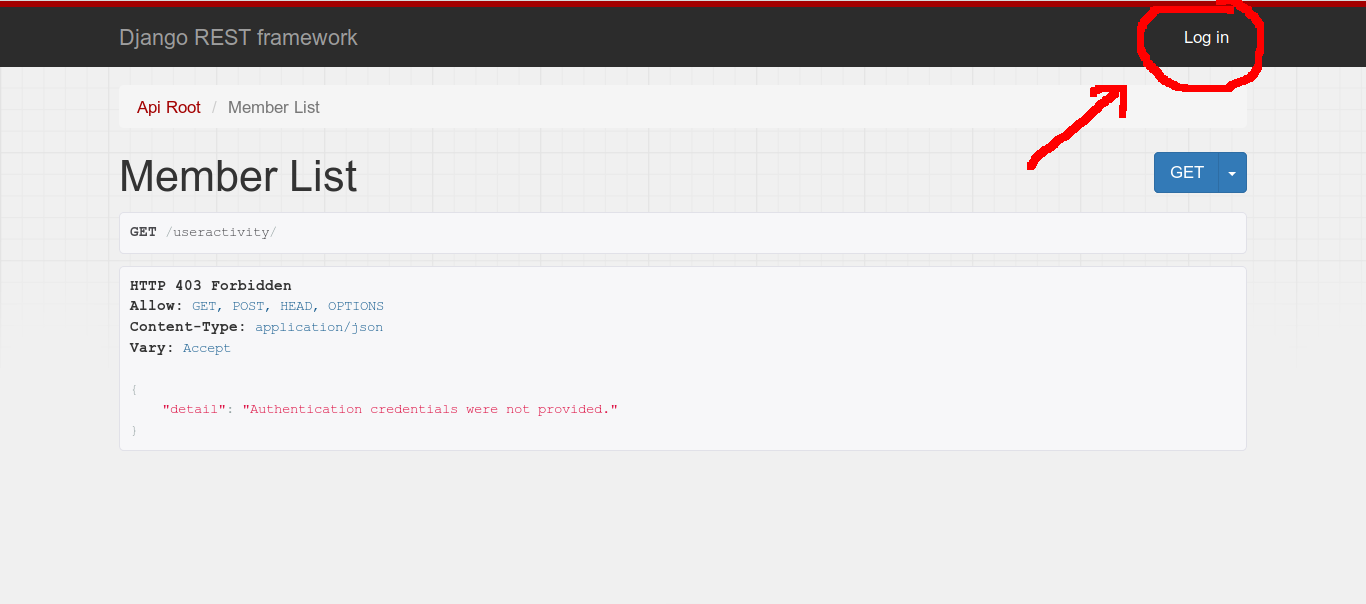 Django REST framework
Log in
Api Root / Member List
Member List
GET
GET /useractivity/
HTTP 403 Forbidden
Allow: GET, POST, HEAD, OPTIONS
Content-Type: application/json
Vary: Accept
{
    "detail": "Authentication credentials were not provided."
}